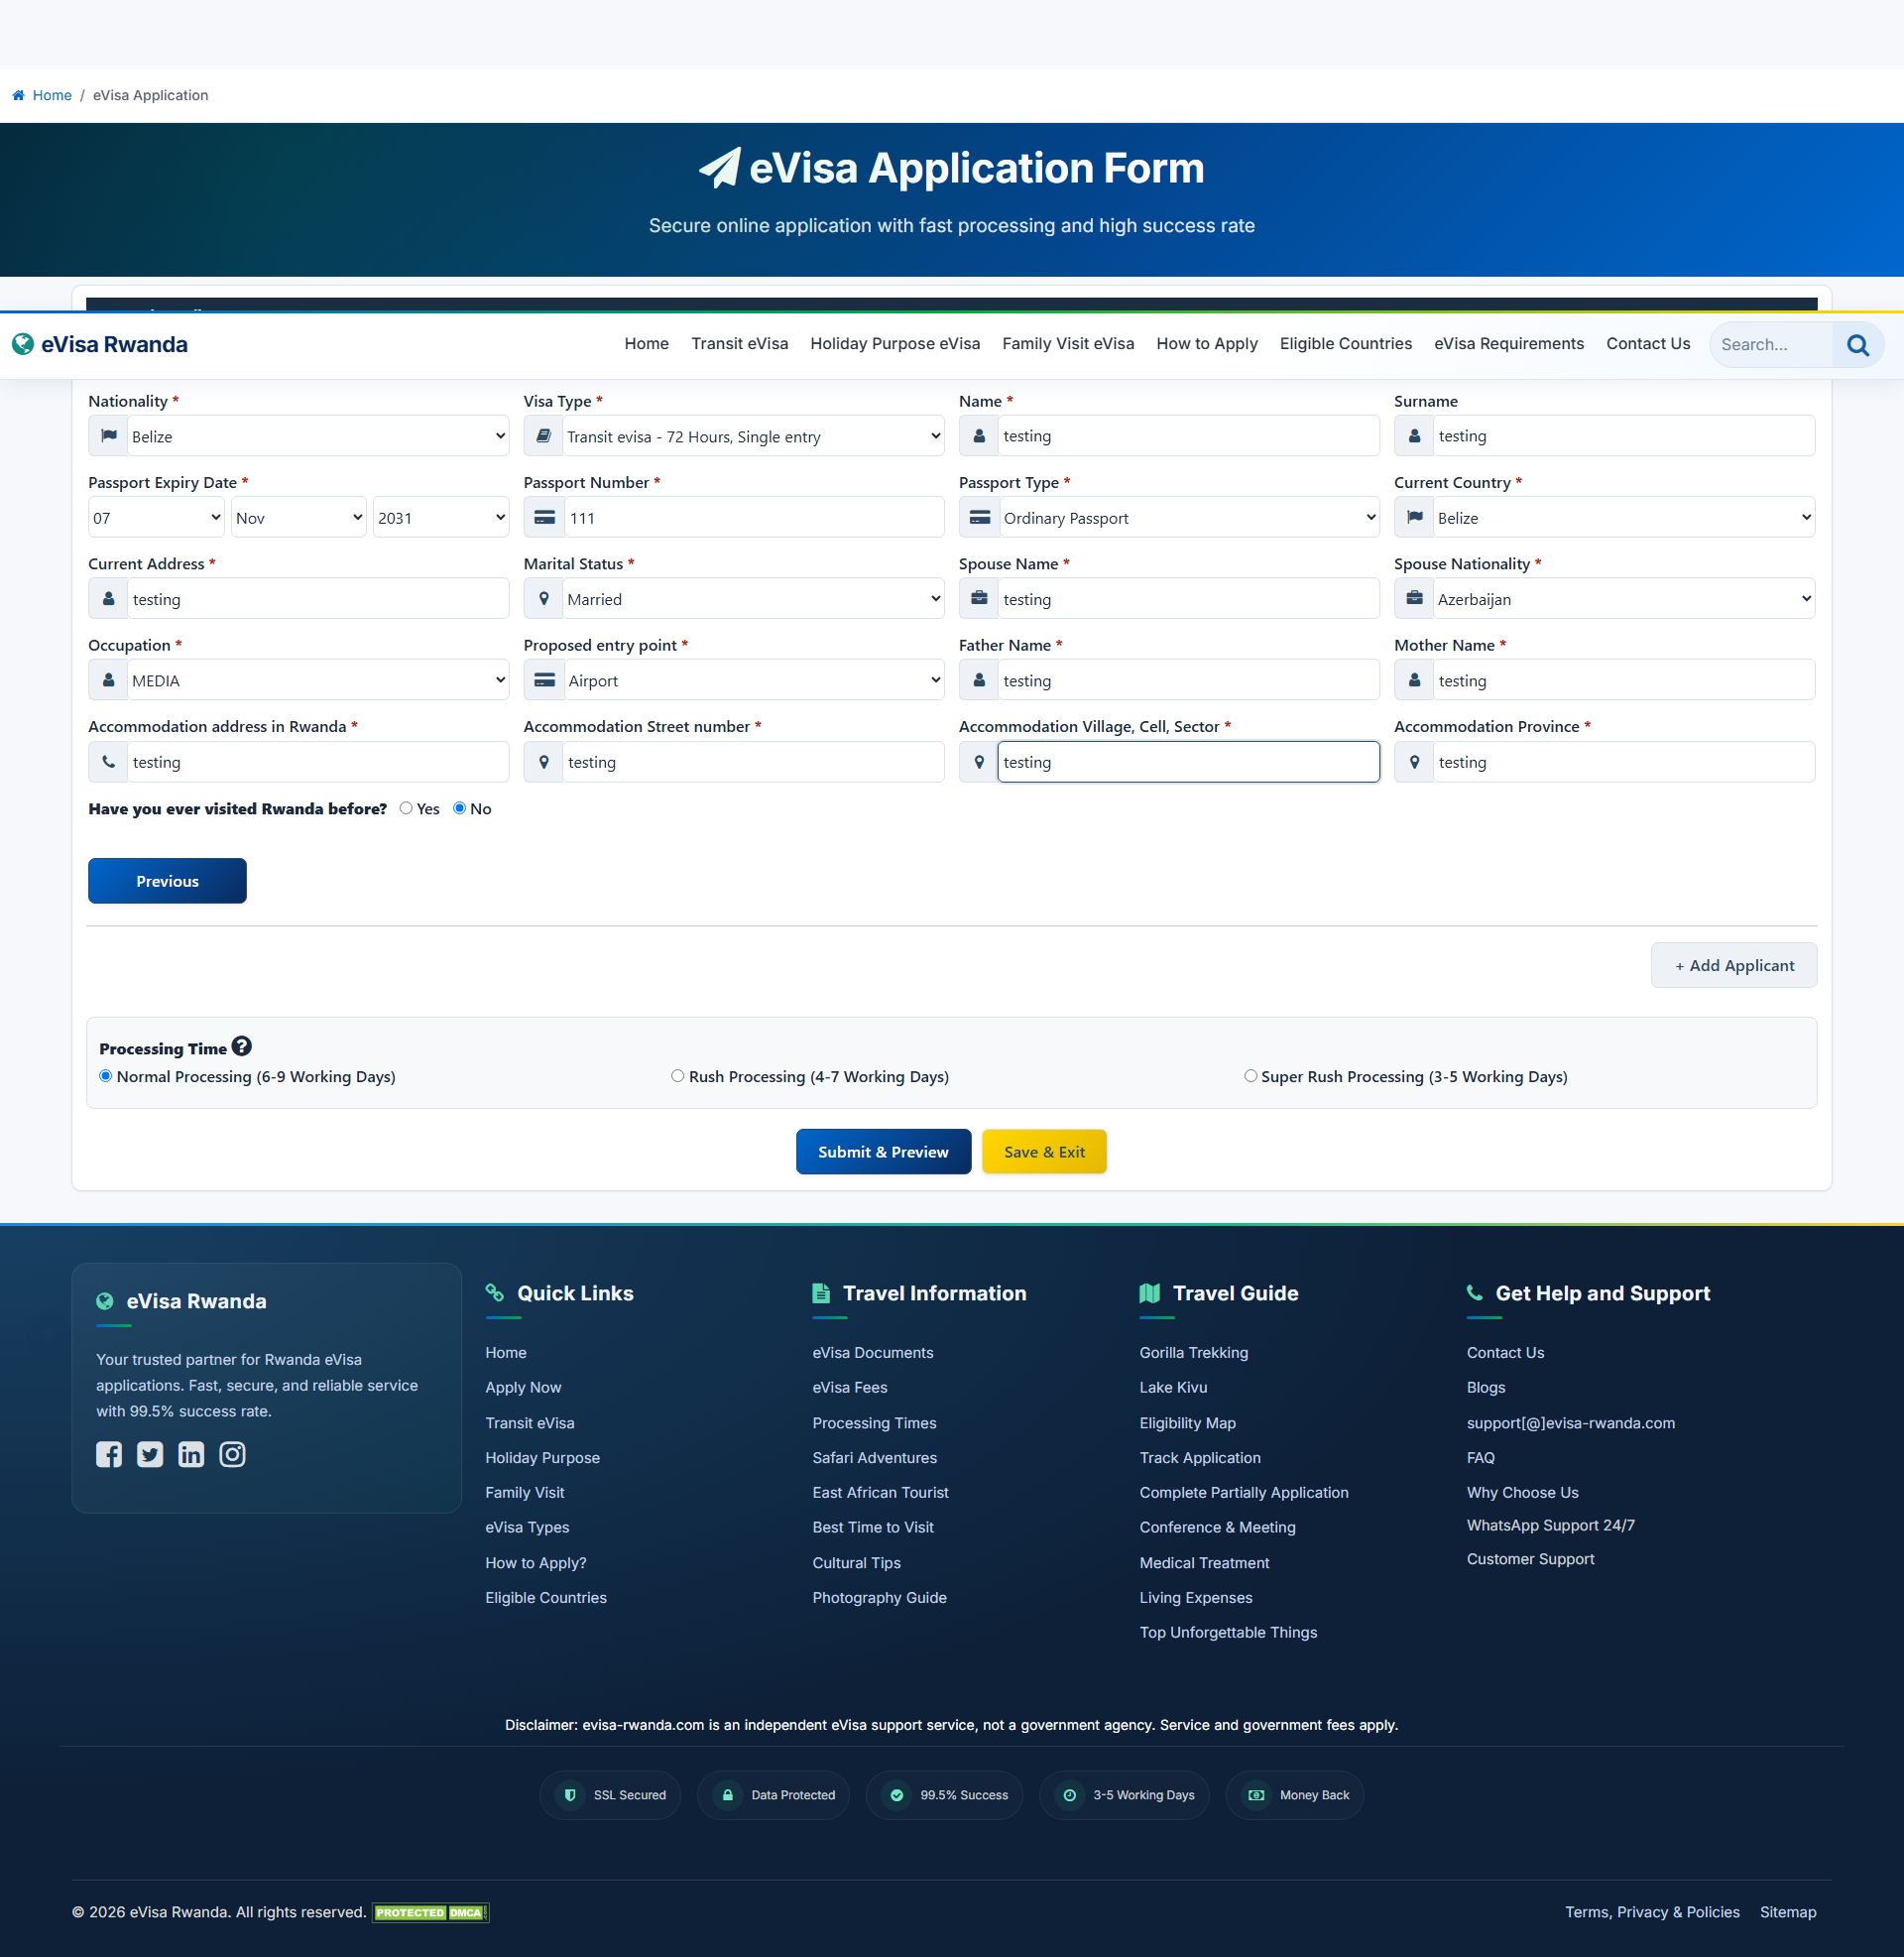 Home / eVisa Application
eVisa Application Form
Secure online application with fast processing and high success rate
eVisa Rwanda
Home Transit eVisa Holiday Purpose eVisa Family Visit eVisa How to Apply Eligible Countries eVisa Requirements Contact Us Search...
Nationality * Visa Type * Name * Surname
Belize Transit evisa - 72 Hours, Single entry testing testing
Passport Expiry Date * Passport Number * Passport Type * Current Country *
07 Nov 2031 111 Ordinary Passport Belize
Current Address * Marital Status * Spouse Name * Spouse Nationality *
testing Married testing Azerbaijan
Occupation * Proposed entry point * Father Name * Mother Name *
MEDIA Airport testing testing
Accommodation address in Rwanda * Accommodation Street number * Accommodation Village, Cell, Sector * Accommodation Province *
testing testing testing testing
Have you ever visited Rwanda before? Yes No
Previous
+ Add Applicant
Processing Time ?
Normal Processing (6-9 Working Days) Rush Processing (4-7 Working Days) Super Rush Processing (3-5 Working Days)
Submit & Preview Save & Exit
eVisa Rwanda
Your trusted partner for Rwanda eVisa
applications. Fast, secure, and reliable service
with 99.5% success rate.
Quick Links
Home
Apply Now
Transit eVisa
Holiday Purpose
Family Visit
eVisa Types
How to Apply?
Eligible Countries
Travel Information
eVisa Documents
eVisa Fees
Processing Times
Safari Adventures
East African Tourist
Best Time to Visit
Cultural Tips
Photography Guide
Travel Guide
Gorilla Trekking
Lake Kivu
Eligibility Map
Track Application
Complete Partially Application
Conference & Meeting
Medical Treatment
Living Expenses
Top Unforgettable Things
Get Help and Support
Contact Us
Blogs
support[@]evisa-rwanda.com
FAQ
Why Choose Us
WhatsApp Support 24/7
Customer Support
Disclaimer: evisa-rwanda.com is an independent eVisa support service, not a government agency. Service and government fees apply.
SSL Secured Data Protected 99.5% Success 3-5 Working Days Money Back
© 2026 eVisa Rwanda. All rights reserved. PROTECTED DMCA
Terms, Privacy & Policies Sitemap